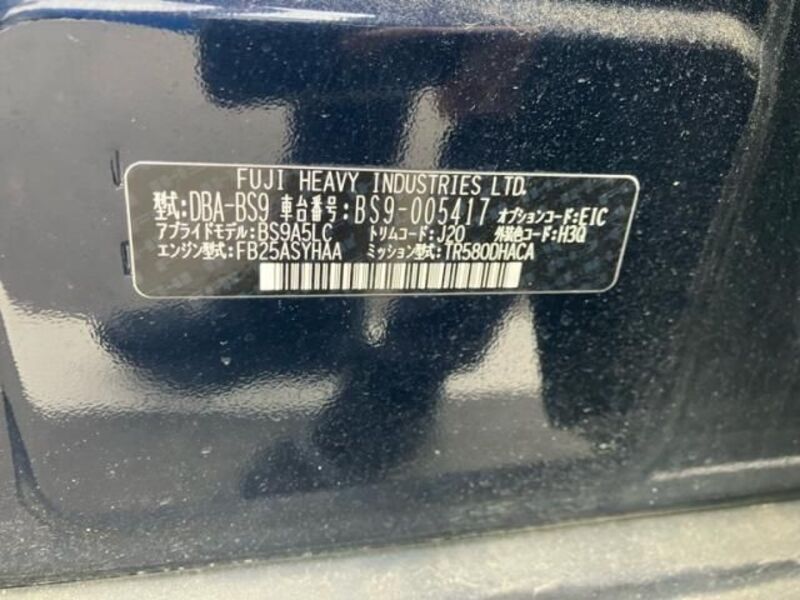 FUJI HEAVY INDUSTRIES LTD.
型式:DBA-BS9 車台番号:BS9-005417 オプションコード:E1C
アプライドモデル:BS9A5LC トリムコード:J20 外装色コード:H3Q
エンジン型式:FB25ASYHAA ミッション型式:TR580DHACA